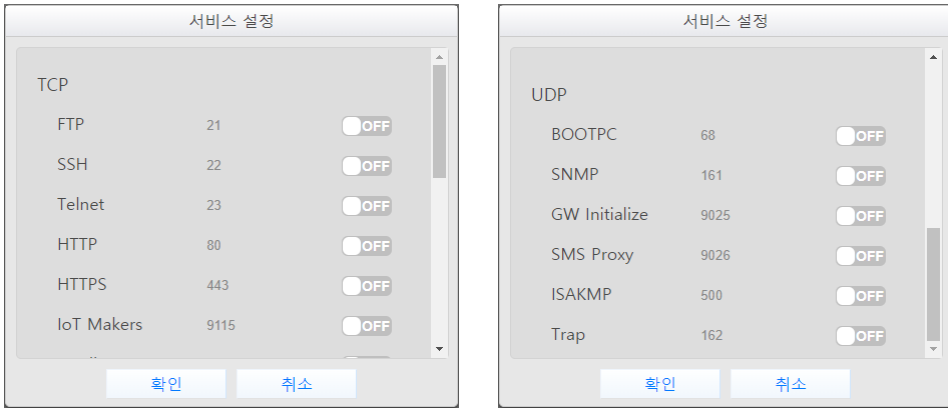 서비스 설정
TCP
FTP 21 OFF
SSH 22 OFF
Telnet 23 OFF
HTTP 80 OFF
HTTPS 443 OFF
IoT Makers 9115 OFF
확인 취소
서비스 설정
UDP
BOOTPC 68 OFF
SNMP 161 OFF
GW Initialize 9025 OFF
SMS Proxy 9026 OFF
ISAKMP 500 OFF
Trap 162 OFF
확인 취소